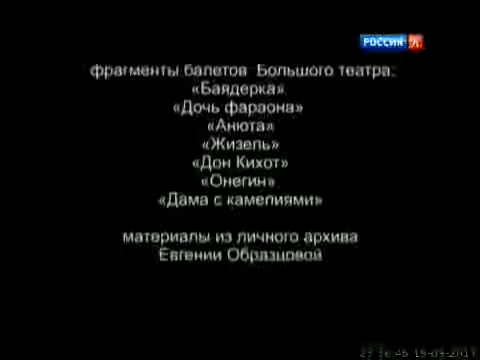 РОССИЯ К
фрагменты балетов Большого театра:
«Баядерка»
«Дочь фараона»
«Анюта»
«Жизель»
«Дон Кихот»
«Онегин»
«Дама с камелиями»
материалы из личного архива
Евгении Образцовой